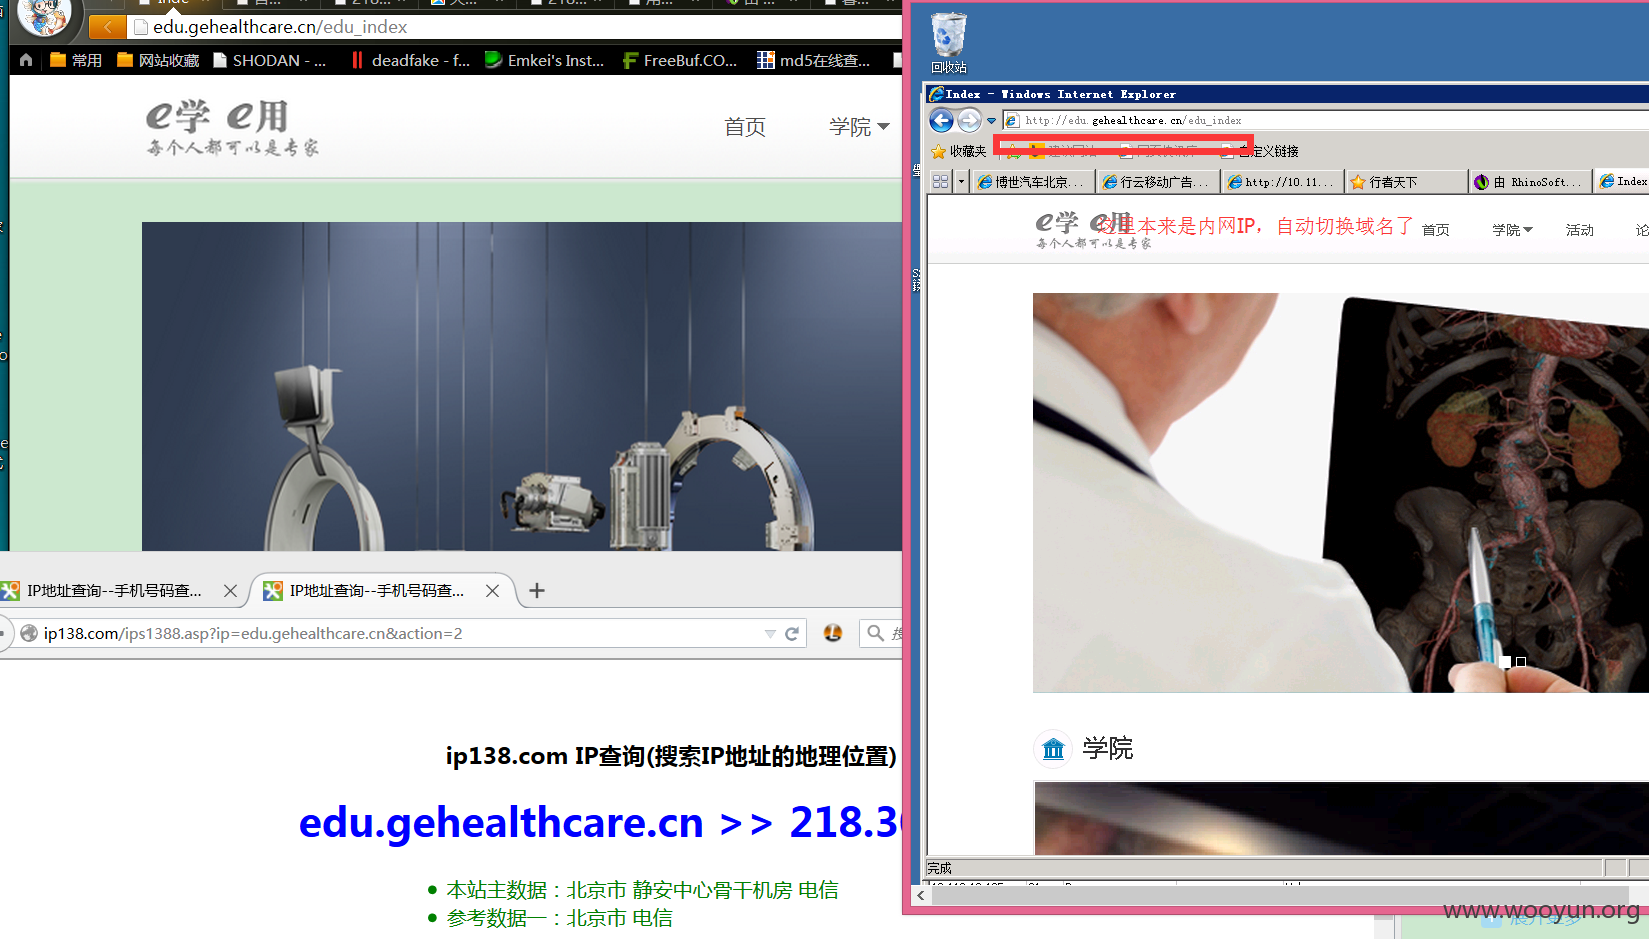 edu.gehealthcare.cn/edu_index
常用
网站收藏
SHODAN - ...
deadfake - f...
Emkei's Inst...
FreeBuf.CO...
md5在线查...
e学 e用
每个人都可以是专家
首页
学院
IP地址查询--手机号码查...
IP地址查询--手机号码查...
ip138.com/ips1388.asp?ip=edu.gehealthcare.cn&action=2
ip138.com IP查询(搜索IP地址的地理位置)
edu.gehealthcare.cn >> 218.3
本站主数据：北京市 静安中心骨干机房 电信
参考数据一：北京市 电信
回收站
Index - Windows Internet Explorer
http://edu.gehealthcare.cn/edu_index
收藏夹
自定义链接
博世汽车北京...
行云移动广告...
http://10.11...
行者天下
由 RhinoSoft...
Index
e学 e用
每个人都可以是专家
这里本来是内网IP，自动切换域名了
首页
学院
活动
论
学院
完成
www.wooyun.org